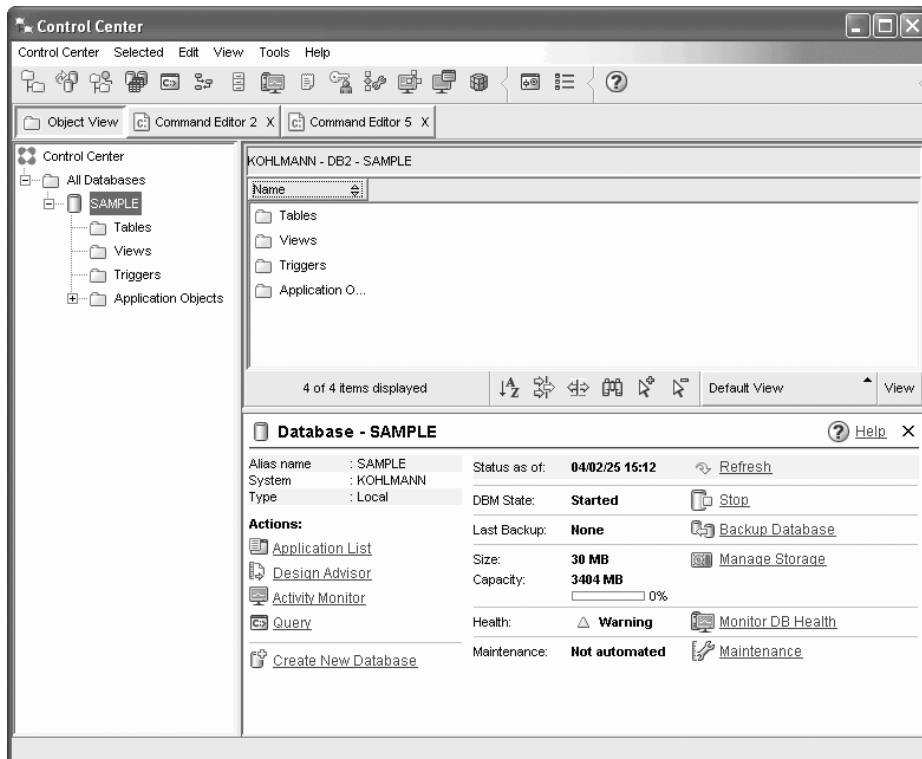 Control Center
Control Center Selected Edit View Tools Help
Object View Command Editor 2 X Command Editor 5 X
Control Center
All Databases
SAMPLE
Tables
Views
Triggers
Application Objects
KOHLMANN - DB2 - SAMPLE
Name
Tables
Views
Triggers
Application O...
4 of 4 items displayed Default View View
Database - SAMPLE Help X
Alias name : SAMPLE
System : KOHLMANN
Type : Local
Actions:
Application List
Design Advisor
Activity Monitor
Query
Create New Database
Status as of: 04/02/25 15:12 Refresh
DBM State: Started Stop
Last Backup: None Backup Database
Size: 30 MB Manage Storage
Capacity: 3404 MB
0%
Health: Warning Monitor DB Health
Maintenance: Not automated Maintenance